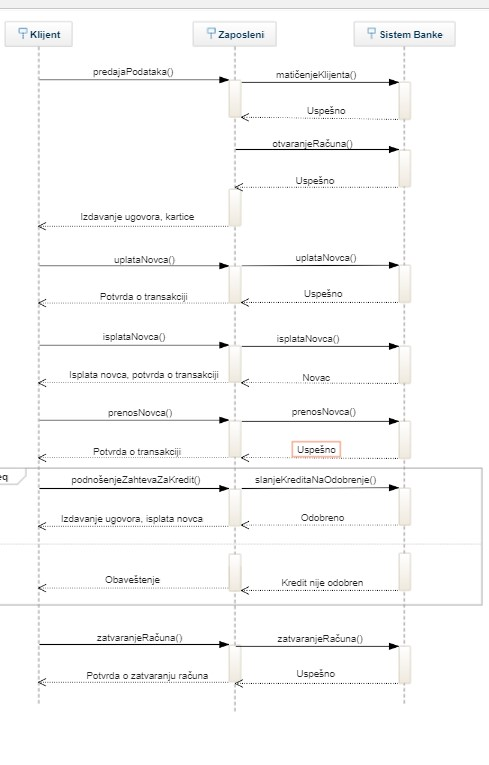 Klijent
Zaposleni
Sistem Banke
predajaPodataka()
matičenjeKlijenta()
Uspešno
otvaranjeRačuna()
Uspešno
Izdavanje ugovora, kartice
uplataNovca()
uplataNovca()
Potvrda o transakciji
Uspešno
isplataNovca()
isplataNovca()
Isplata novca, potvrda o transakciji
Novac
prenosNovca()
prenosNovca()
Potvrda o transakciji
Uspešno
eq
podnošenjeZahtevaZaKredit()
slanjeKreditaNaOdobrenje()
Izdavanje ugovora, isplata novca
Odobreno
Obaveštenje
Kredit nije odobren
zatvaranjeRačuna()
zatvaranjeRačuna()
Potvrda o zatvaranju računa
Uspešno